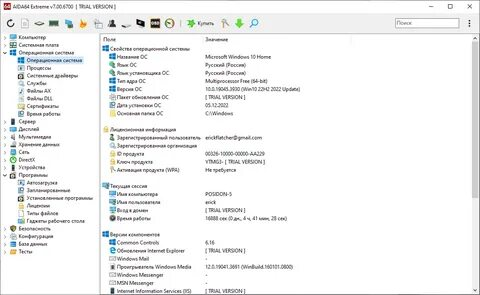 AIDA64 Extreme v7.00.6700 [ TRIAL VERSION ]
Купить
Поиск
Компьютер
Системная плата
Операционная система
Операционная система
Процессы
Системные драйверы
Службы
Файлы AX
Файлы DLL
Сертификаты
Время работы
Сервер
Дисплей
Мультимедиа
Хранение данных
Сеть
DirectX
Устройства
Программы
Автозагрузка
Запланированные
Установленные программы
Лицензии
Типы файлов
Гаджеты рабочего стола
Безопасность
Конфигурация
База данных
Тесты
Поле Значение
Свойства операционной системы
Название ОС Microsoft Windows 10 Home
Язык ОС Русский (Россия)
Язык установщика ОС Русский (Россия)
Тип ядра ОС Multiprocessor Free (64-bit)
Версия ОС 10.0.19045.3930 (Win10 22H2 2022 Update)
Пакет обновления ОС [ TRIAL VERSION ]
Дата установки ОС 05.12.2022
Основная папка ОС C:\Windows
Лицензионная информация
Зарегистрированный пользователь erickflatcher@gmail.com
Зарегистрированная организация
ID продукта 00326-10000-00000-AA229
Ключ продукта VTMG3- [ TRIAL VERSION ]
Активация продукта (WPA) Не требуется
Текущая сессия
Имя компьютера POSIDON-5
Имя пользователя erick
Вход в домен [ TRIAL VERSION ]
Время работы 16888 сек (0 дн., 4 ч, 41 мин, 28 сек)
Версии компонентов
Common Controls 6.16
Обновления Internet Explorer [ TRIAL VERSION ]
Windows Mail -
Проигрыватель Windows Media 12.0.19041.3691 (WinBuild.160101.0800)
Windows Messenger -
MSN Messenger -
Internet Information Services (IIS) [ TRIAL VERSION ]